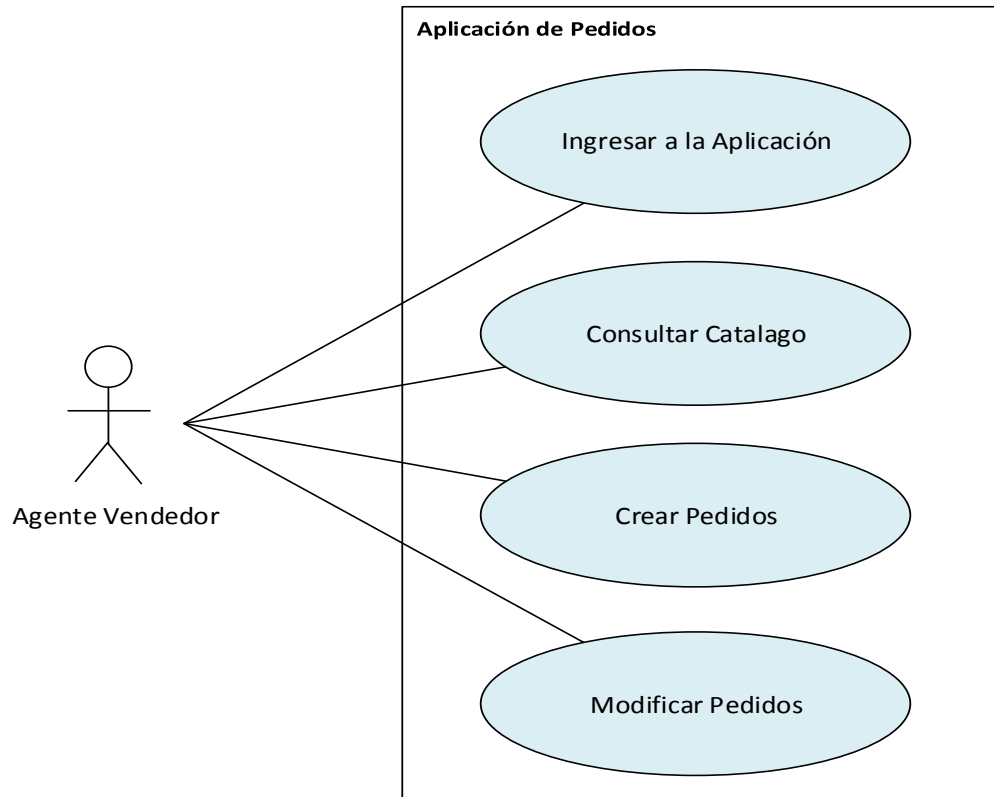 Aplicación de Pedidos
Ingresar a la Aplicación
Consultar Catalago
Crear Pedidos
Agente Vendedor
Modificar Pedidos